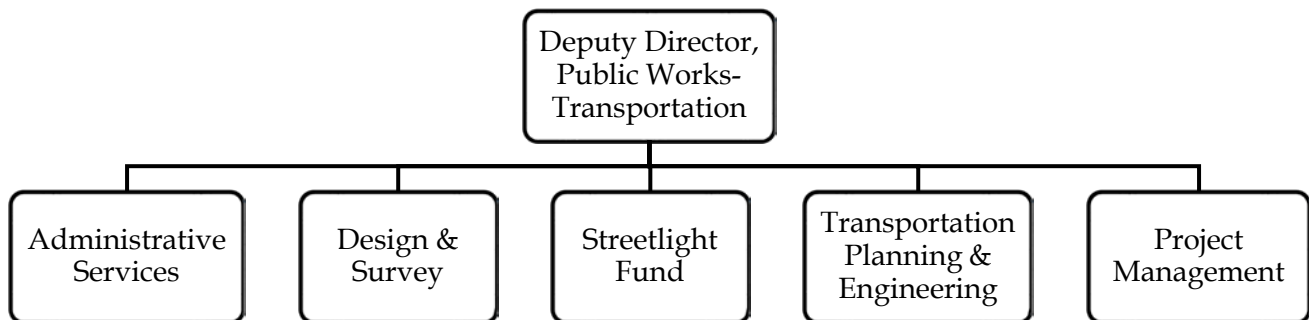 Deputy Director,
Public Works-
Transportation
Administrative
Services
Design &
Survey
Streetlight
Fund
Transportation
Planning &
Engineering
Project
Management